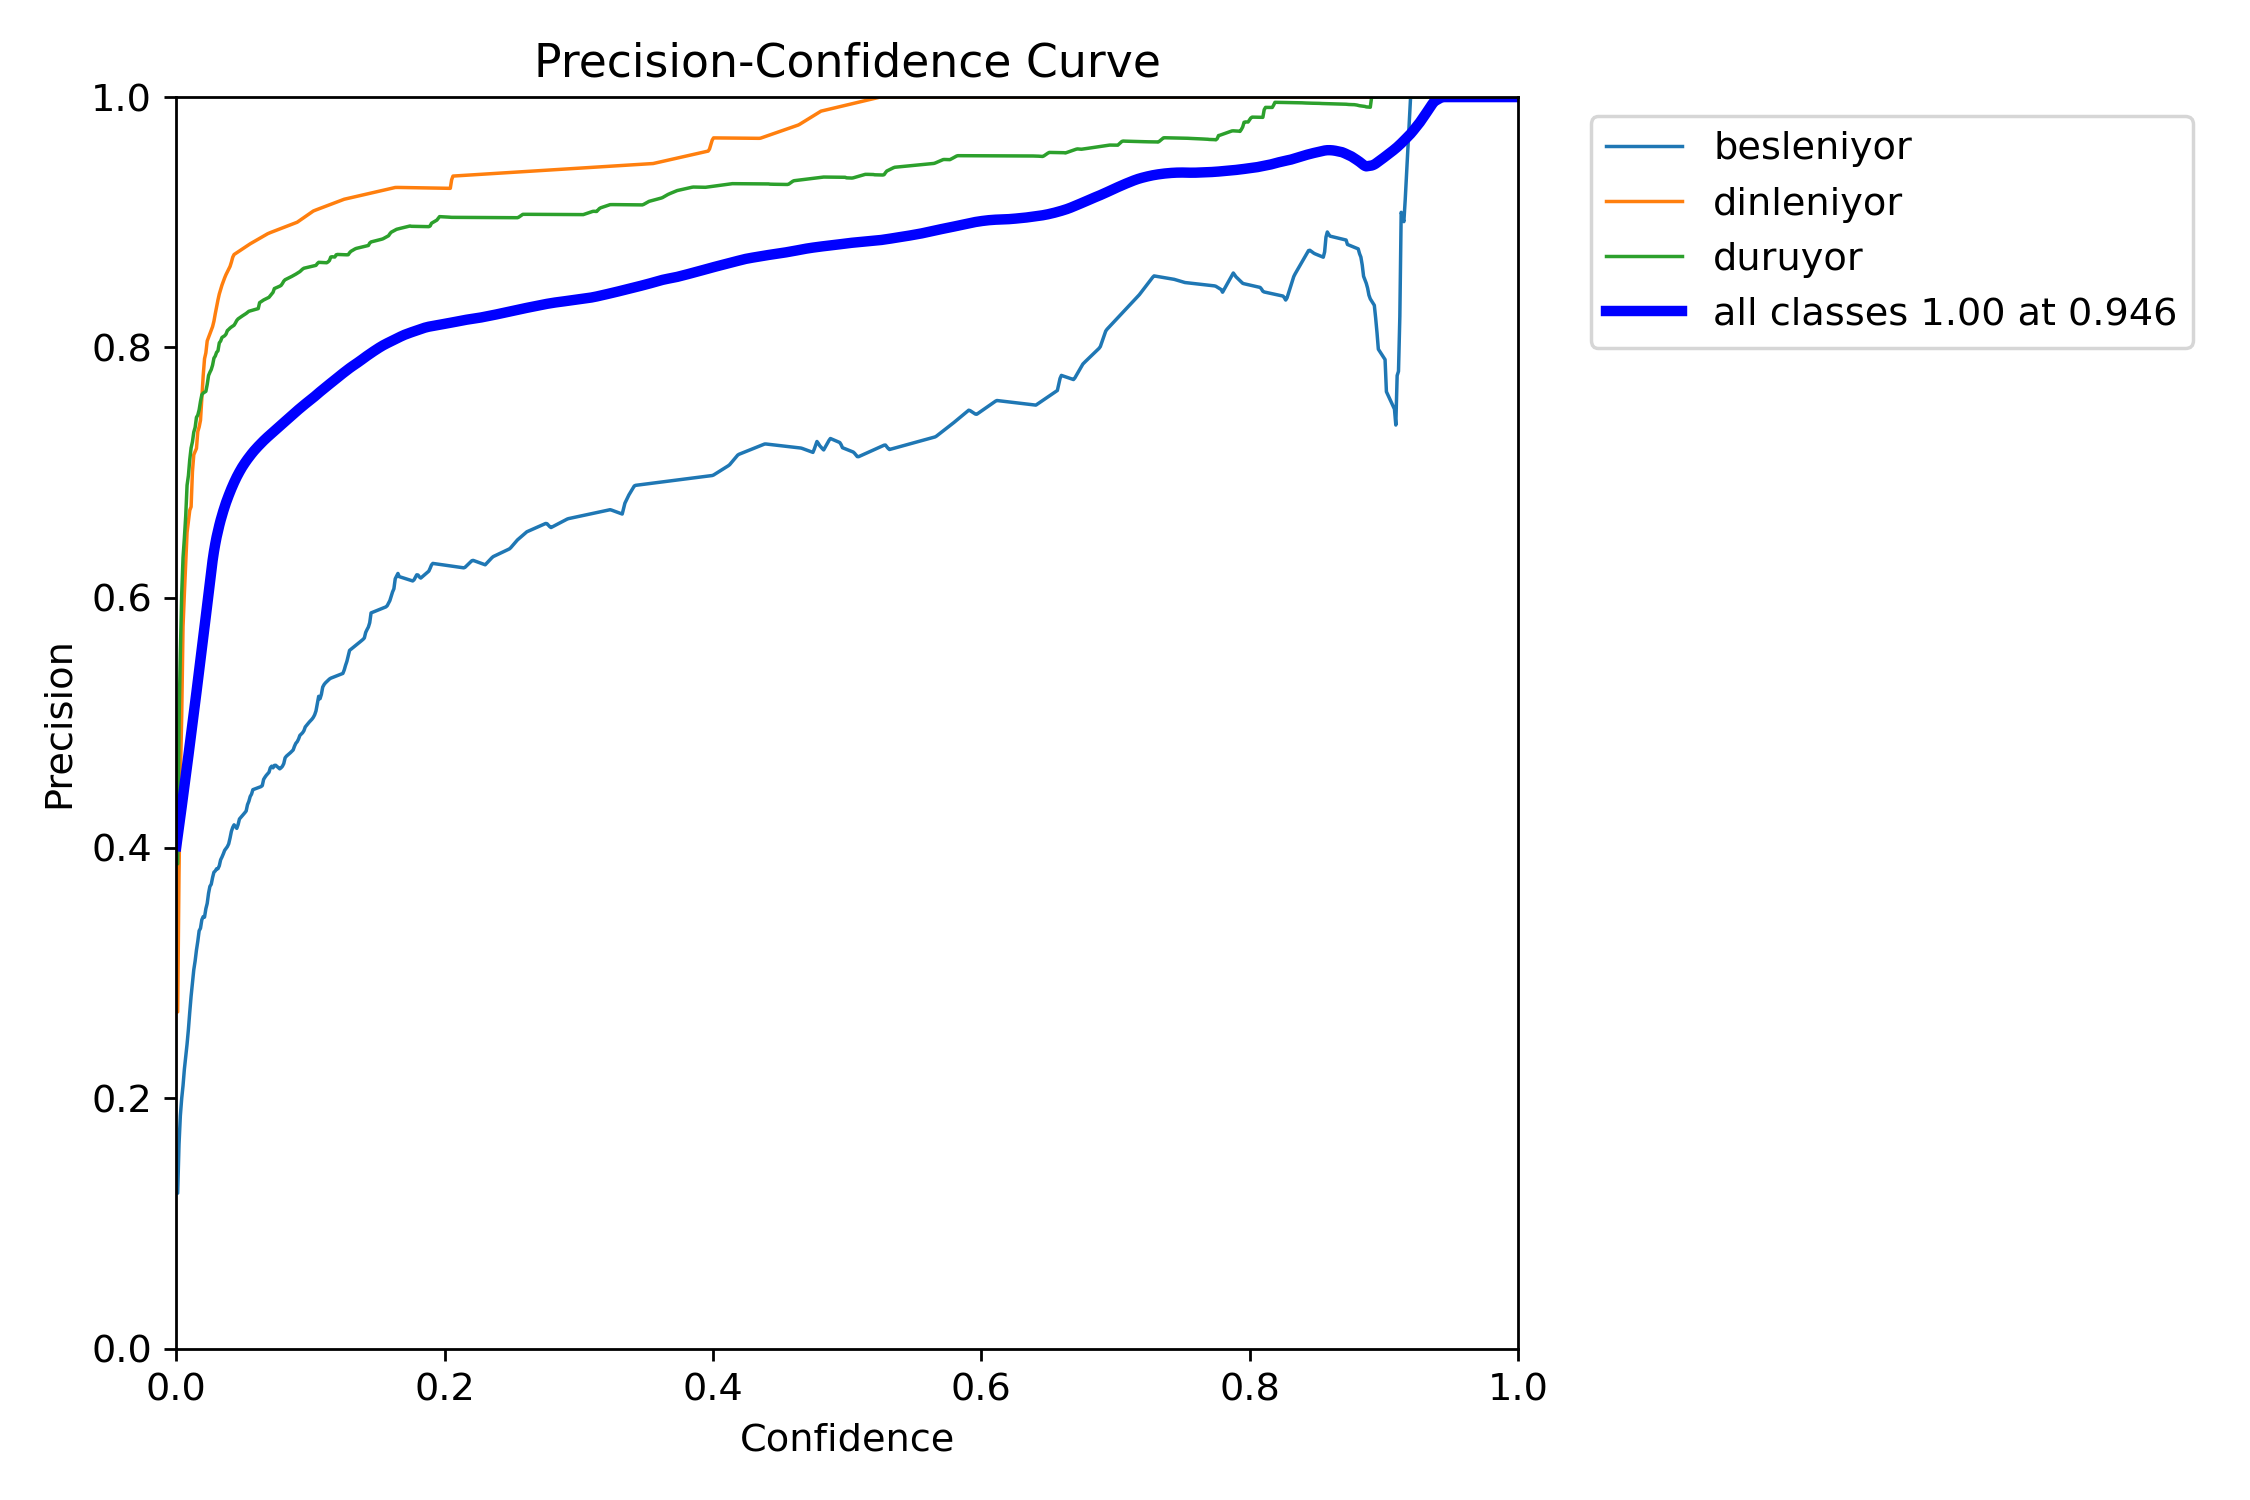 Precision-Confidence Curve
1.0
0.8
0.6
0.4
0.2
0.0
Precision
0.0 0.2 0.4 0.6 0.8 1.0
Confidence
besleniyor
dinleniyor
duruyor
all classes 1.00 at 0.946